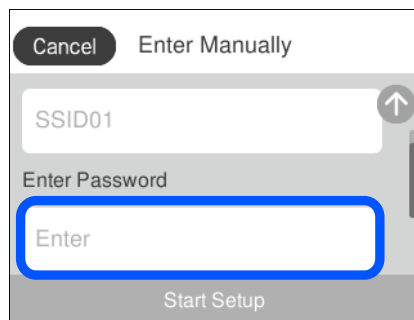 Cancel Enter Manually
SSID01
Enter Password
Enter
Start Setup